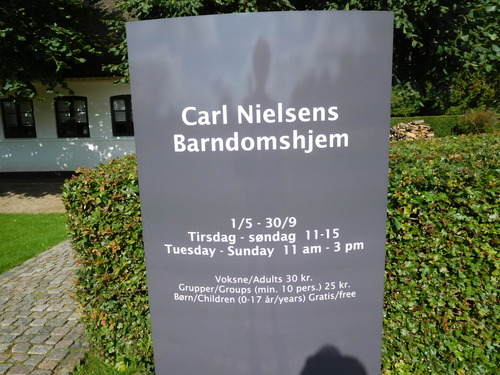 Carl Nielsens
Barndomshjem
1/5 - 30/9
Tirsdag - søndag 11-15
Tuesday - Sunday 11 am - 3 pm
Voksne/Adults 30 kr.
Grupper/Groups (min. 10 pers.) 25 kr.
Børn/Children (0-17 år/years) Gratis/free